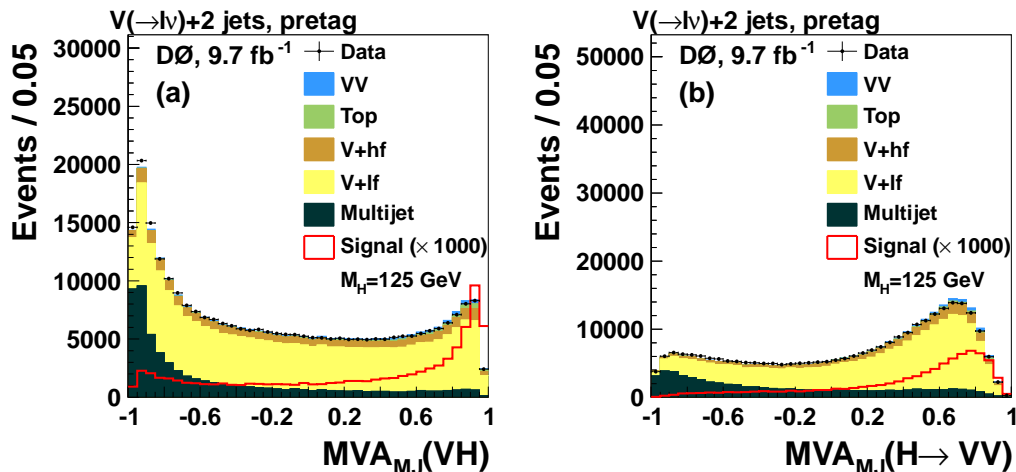 V(→lν)+2 jets, pretag
DØ, 9.7 fb⁻¹
(a)
Data
VV
Top
V+hf
V+lf
Multijet
Signal (× 1000)
M_H=125 GeV
Events / 0.05
30000
25000
20000
15000
10000
5000
0
-1 -0.6 -0.2 0.2 0.6 1
MVA_MJ(VH)
V(→lν)+2 jets, pretag
DØ, 9.7 fb⁻¹
(b)
Data
VV
Top
V+hf
V+lf
Multijet
Signal (× 1000)
M_H=125 GeV
Events / 0.05
50000
40000
30000
20000
10000
0
-1 -0.6 -0.2 0.2 0.6 1
MVA_MJ(H→ VV)